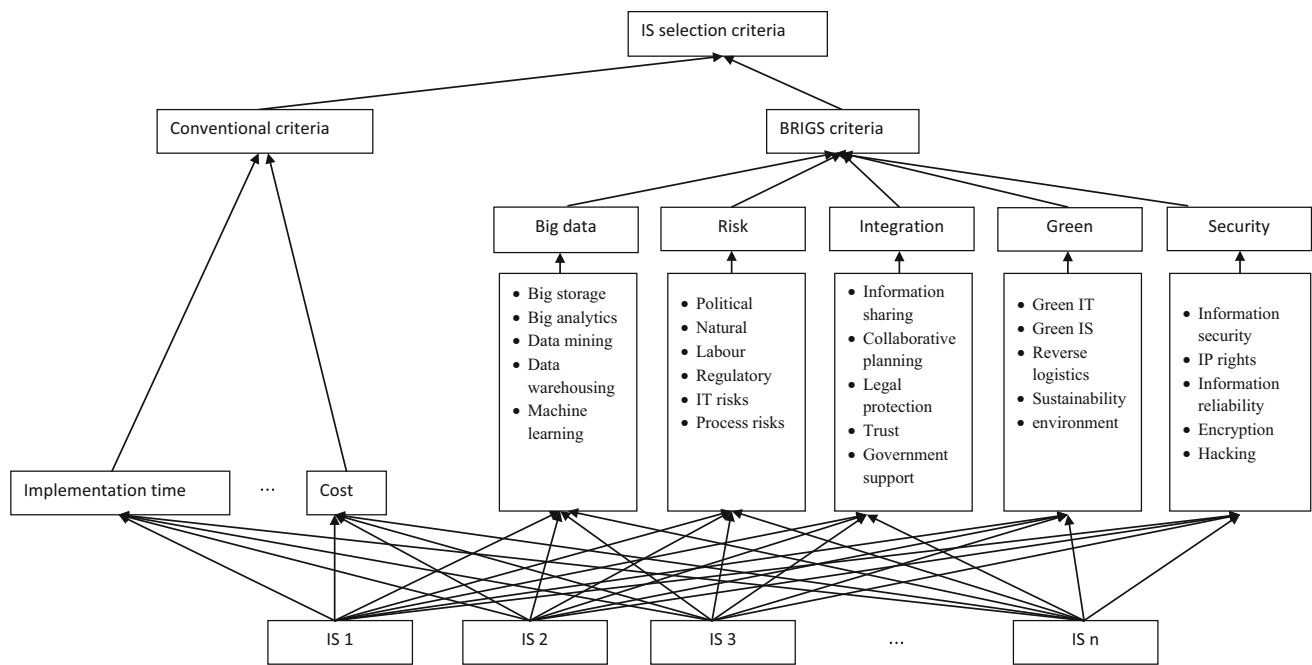 IS selection criteria
Conventional criteria
BRIGS criteria
Big data
Risk
Integration
Green
Security
• Big storage
• Big analytics
• Data mining
• Data
warehousing
• Machine
learning
• Political
• Natural
• Labour
• Regulatory
• IT risks
• Process risks
• Information
sharing
• Collaborative
planning
• Legal
protection
• Trust
• Government
support
• Green IT
• Green IS
• Reverse
logistics
• Sustainability
• environment
• Information
security
• IP rights
• Information
reliability
• Encryption
• Hacking
Implementation time
...
Cost
IS 1
IS 2
IS 3
...
IS n